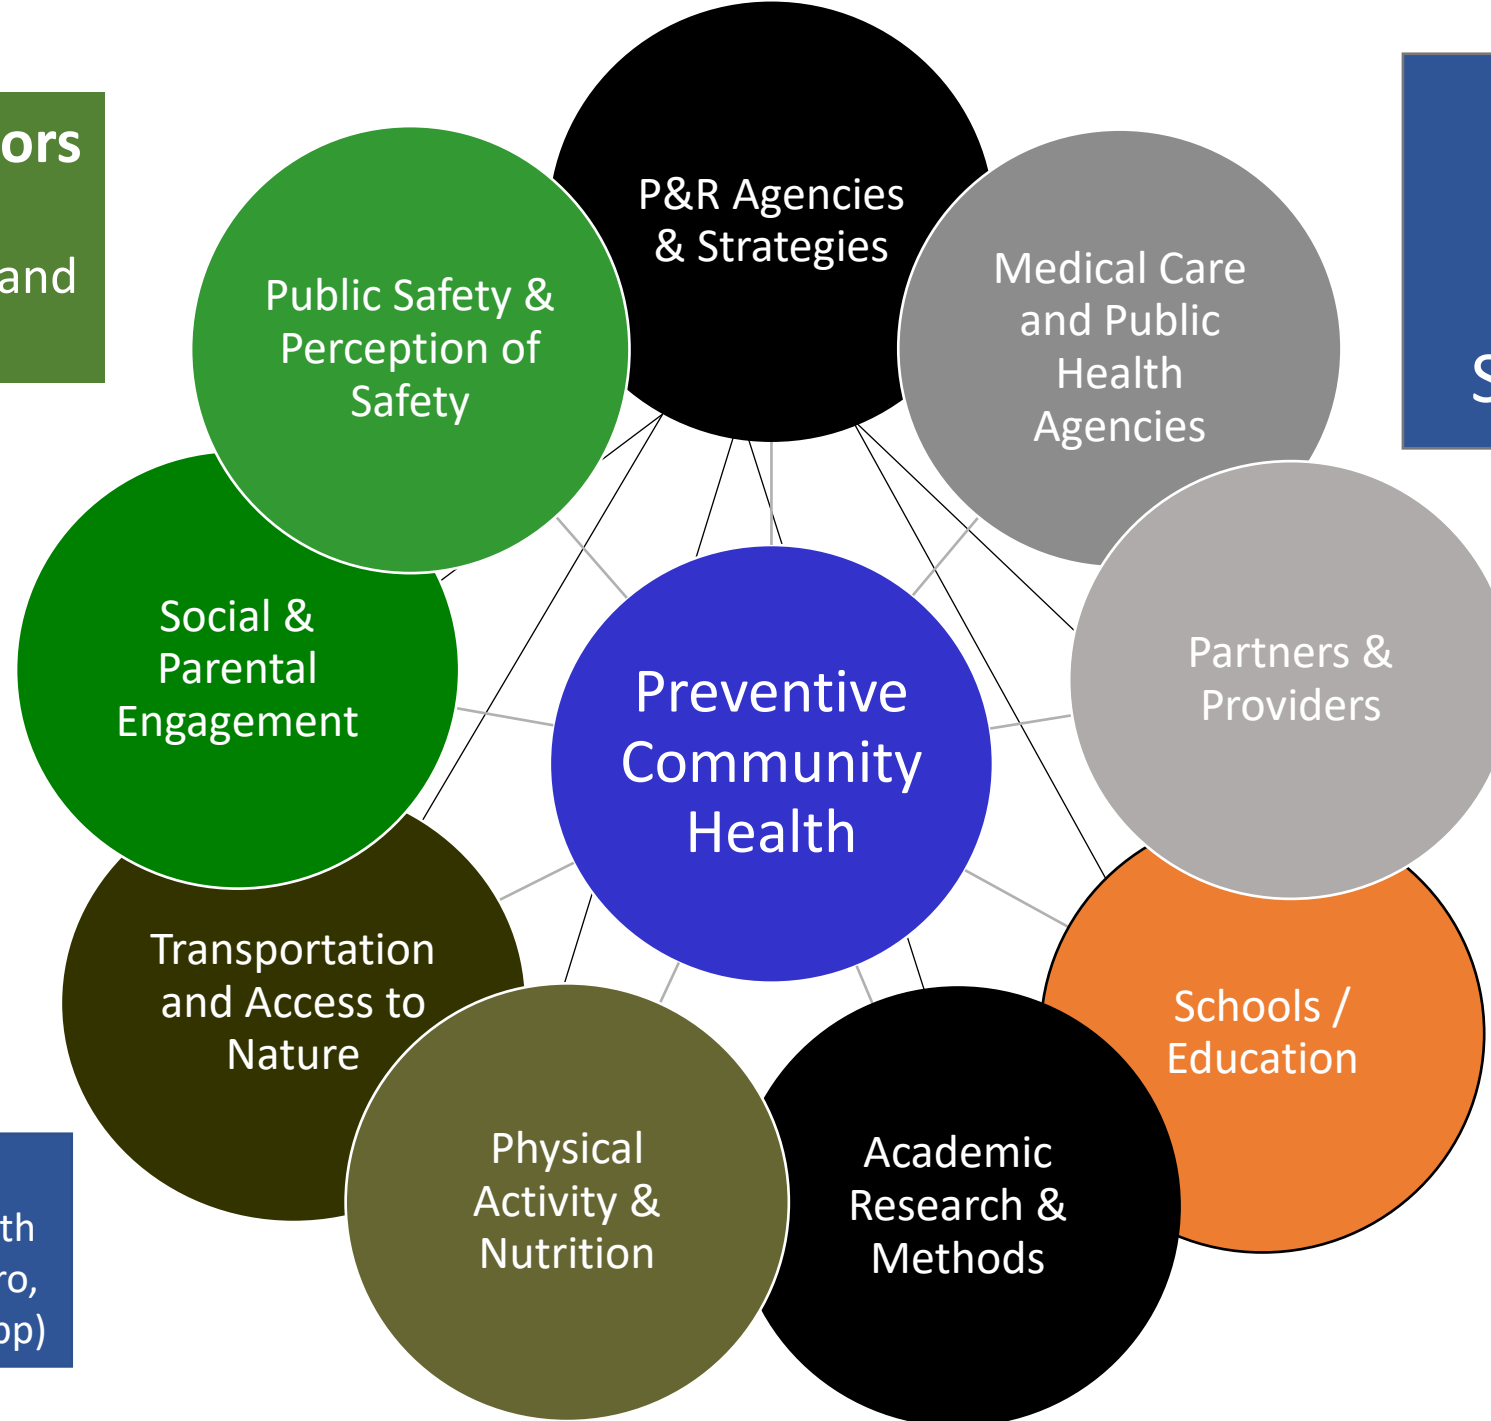 ors
and
P&R Agencies
& Strategies
Medical Care
and Public
Health
Agencies
S
Public Safety &
Perception of
Safety
Social &
Parental
Engagement
Preventive
Community
Health
Partners &
Providers
Transportation
and Access to
Nature
Schools /
Education
Physical
Activity &
Nutrition
Academic
Research &
Methods
th
ro,
op)